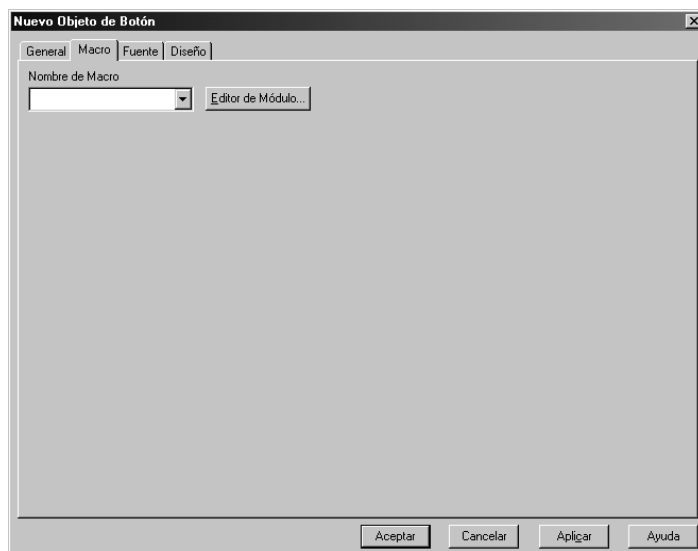 Nuevo Objeto de Botón
General Macro Fuente Diseño
Nombre de Macro
Editor de Módulo...
Aceptar Cancelar Aplicar Ayuda